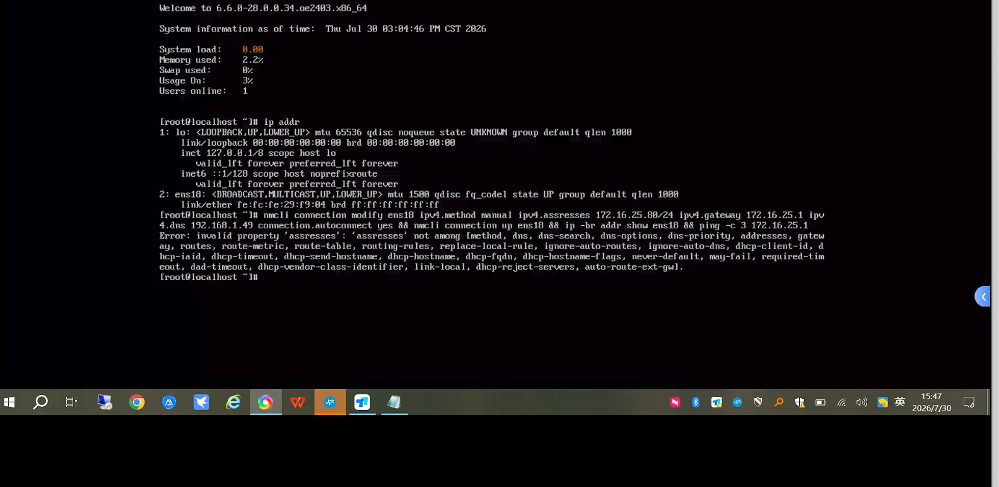 Welcome to 6.6.0-28.0.0.34.oe2403.x86_64
System information as of time:  Thu Jul 30 03:04:46 PM CST 2026
System load:    0.00
Memory used:    2.2%
Swap used:      0%
Usage On:       3%
Users online:   1
[root@localhost ~]# ip addr
1: lo: <LOOPBACK,UP,LOWER_UP> mtu 65536 qdisc noqueue state UNKNOWN group default qlen 1000
    link/loopback 00:00:00:00:00:00 brd 00:00:00:00:00:00
    inet 127.0.0.1/8 scope host lo
       valid_lft forever preferred_lft forever
    inet6 ::1/128 scope host noprefixroute
       valid_lft forever preferred_lft forever
2: ens18: <BROADCAST,MULTICAST,UP,LOWER_UP> mtu 1500 qdisc fq_codel state UP group default qlen 1000
    link/ether fe:fc:fe:29:f9:04 brd ff:ff:ff:ff:ff:ff
[root@localhost ~]# nmcli connection modify ens18 ipv4.method manual ipv4.assresses 172.16.25.80/24 ipv4.gateway 172.16.25.1 ipv
4.dns 192.168.1.49 connection.autoconnect yes && nmcli connection up ens18 && ip -br addr show ens18 && ping -c 3 172.16.25.1
Error: invalid property 'assresses': 'assresses' not among [method, dns, dns-search, dns-options, dns-priority, addresses, gatew
ay, routes, route-metric, route-table, routing-rules, replace-local-rule, ignore-auto-routes, ignore-auto-dns, dhcp-client-id, d
hcp-iaid, dhcp-timeout, dhcp-send-hostname, dhcp-hostname, dhcp-fqdn, dhcp-hostname-flags, never-default, may-fail, required-tim
eout, dad-timeout, dhcp-vendor-class-identifier, link-local, dhcp-reject-servers, auto-route-ext-gw].
[root@localhost ~]#
英
15:47
2026/7/30